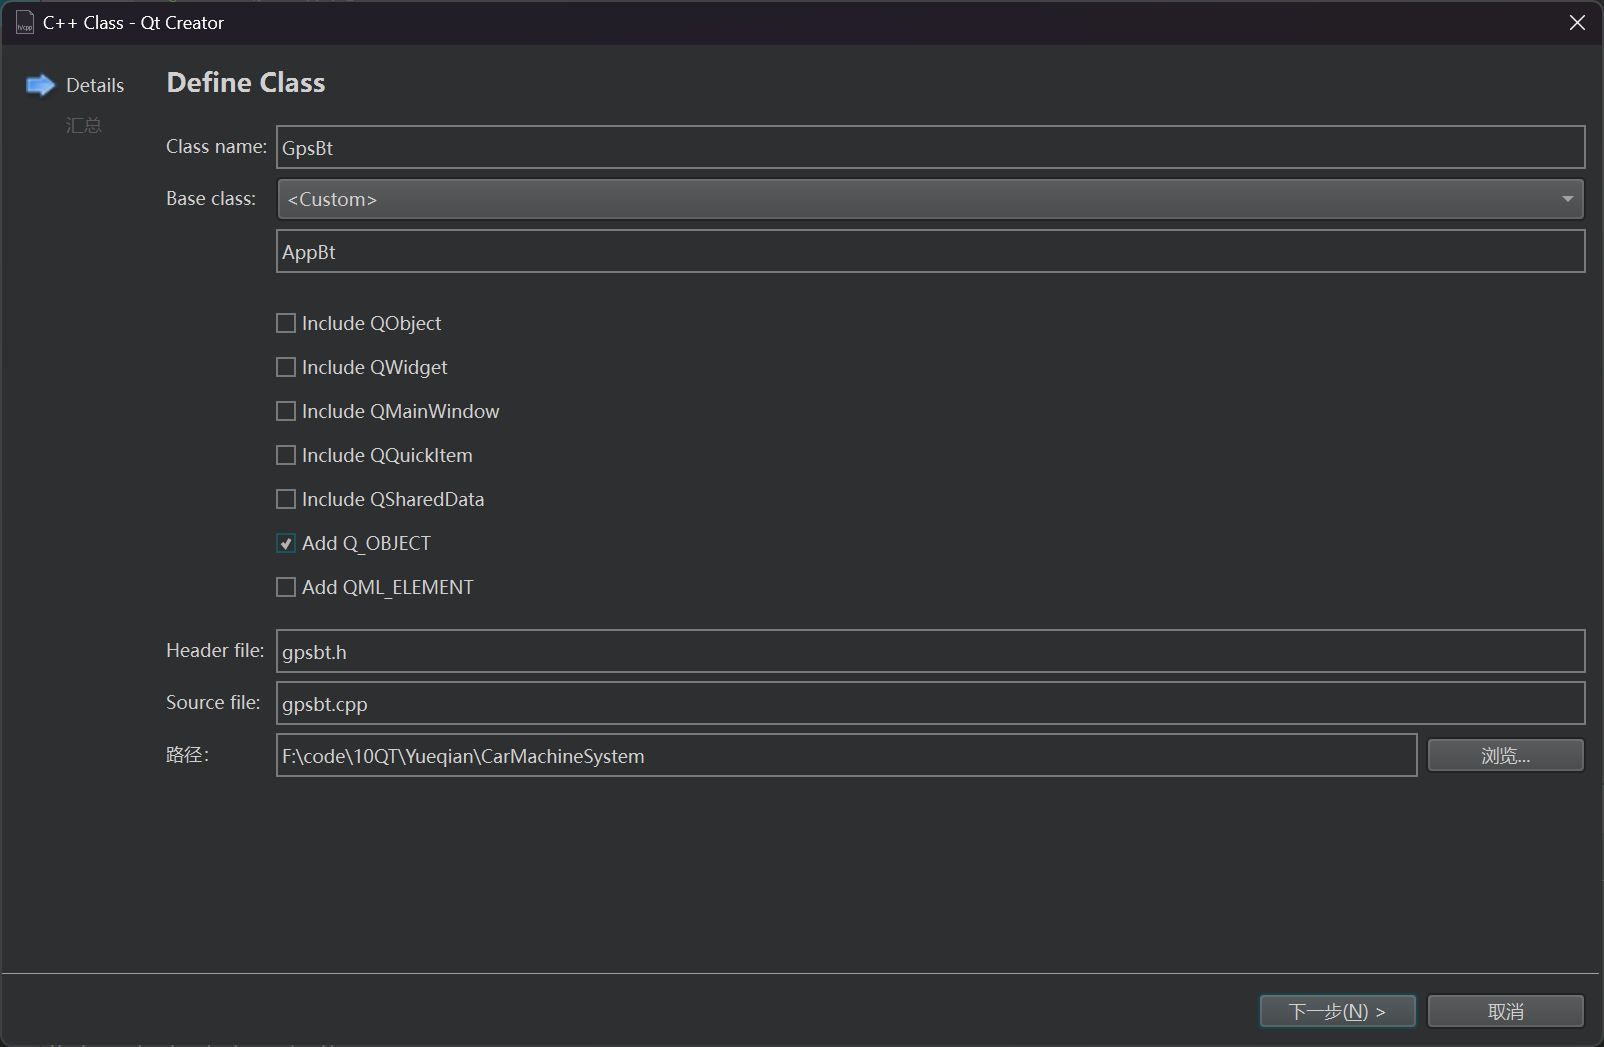 C++ Class - Qt Creator
Details
汇总
Define Class
Class name:
GpsBt
Base class:
<Custom>
AppBt
Include QObject
Include QWidget
Include QMainWindow
Include QQuickItem
Include QSharedData
Add Q_OBJECT
Add QML_ELEMENT
Header file:
gpsbt.h
Source file:
gpsbt.cpp
路径:
F:\code\10QT\Yueqian\CarMachineSystem
浏览...
下一步(N) >
取消